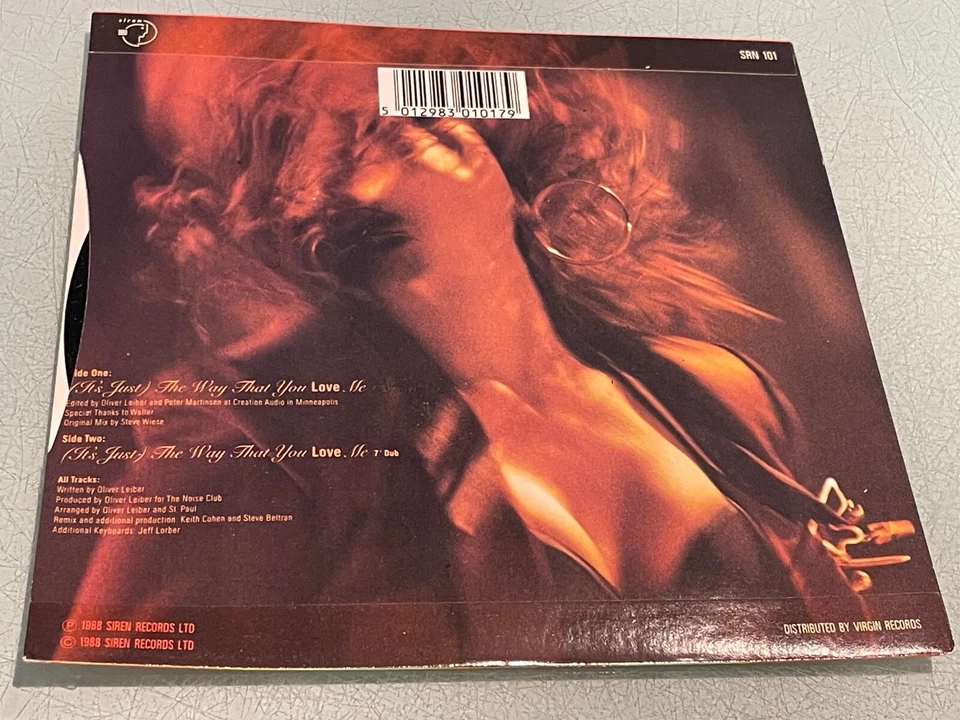 siren
SRN 101
5 012983 010179
Side One:
(It's Just) The Way That You Love Me
Edited by Oliver Leiber and Peter Martinsen at Creation Audio in Minneapolis
Special Thanks to Walter
Original Mix by Steve Wiese
Side Two:
(It's Just) The Way That You Love Me 7" Dub
All Tracks:
Written by Oliver Leiber
Produced by Oliver Leiber for The Noise Club
Arranged by Oliver Leiber and St. Paul
Remix and additional production: Keith Cohen and Steve Beltran
Additional Keyboards: Jeff Lorber
℗ 1988 SIREN RECORDS LTD
© 1988 SIREN RECORDS LTD
DISTRIBUTED BY VIRGIN RECORDS